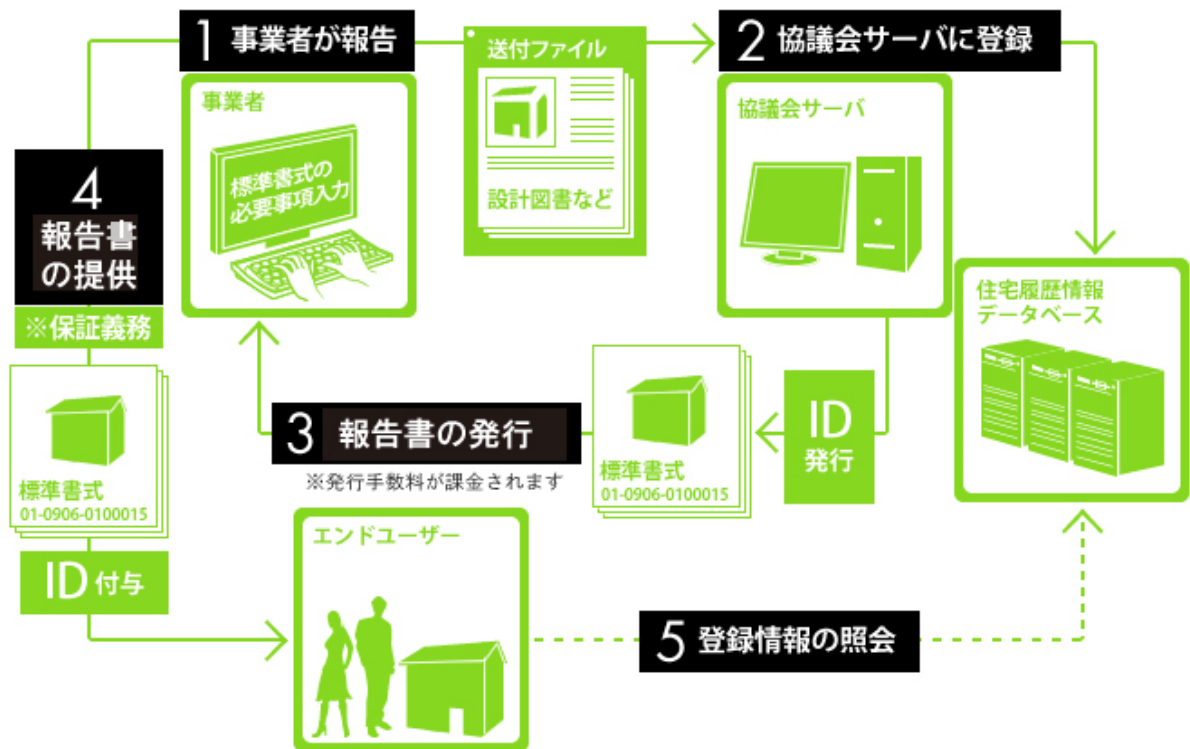 1 事業者が報告
事業者
標準書式の
必要事項入力
送付ファイル
設計図書など
2 協議会サーバに登録
協議会サーバ
住宅履歴情報
データベース
ID
発行
標準書式
01-0906-0100015
3 報告書の発行
※発行手数料が課金されます
4
報告書
の提供
※保証義務
標準書式
01-0906-0100015
ID 付与
エンドユーザー
5 登録情報の照会